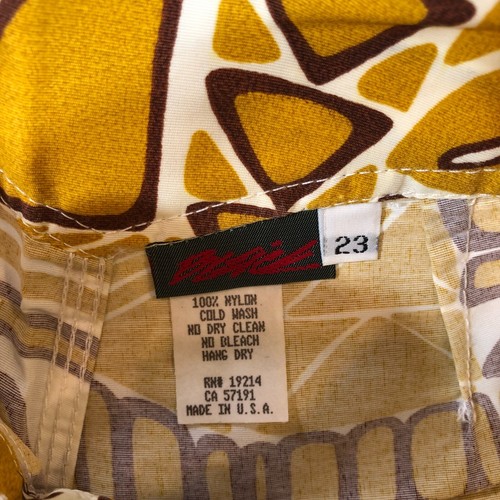 23
100% NYLON
COLD WASH
NO DRY CLEAN
NO BLEACH
HANG DRY
RN# 19214
CA 57191
MADE IN U.S.A.